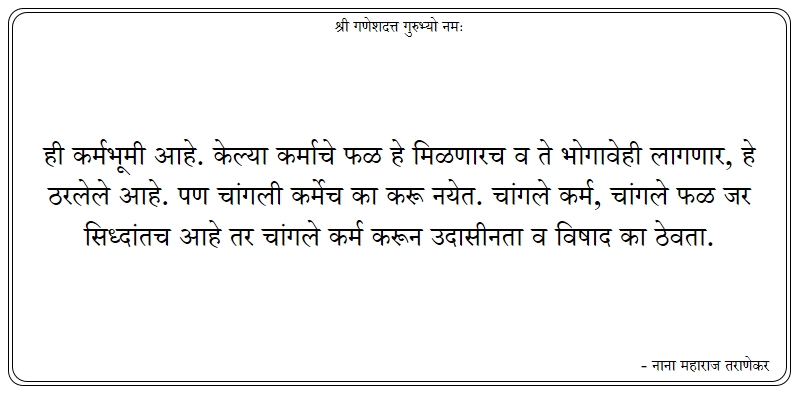 श्री गणेशदत्त गुरुभ्यो नमः
ही कर्मभूमी आहे. केल्या कर्माचे फळ हे मिळणारच व ते भोगावेही लागणार, हे
ठरलेले आहे. पण चांगली कर्मेच का करू नयेत. चांगले कर्म, चांगले फळ जर
सिध्दांतच आहे तर चांगले कर्म करून उदासीनता व विषाद का ठेवता.
- नाना महाराज तराणेकर